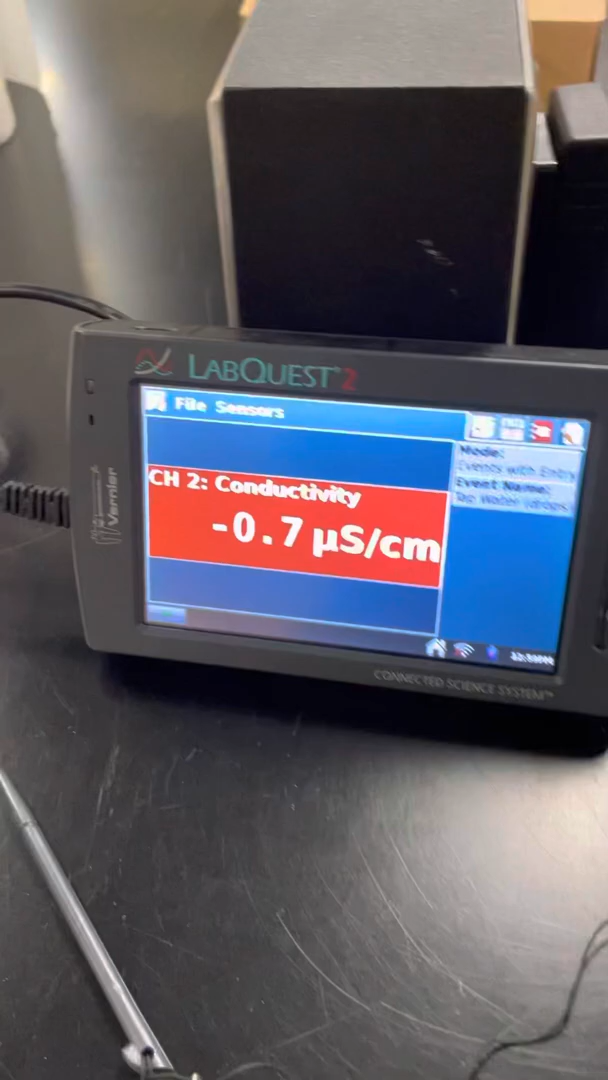 LABQUEST 2
File Sensors
Mode:
Events with Entry
Event Name:
Tap Water (drops)
CH 2: Conductivity
-0.7 µS/cm
Vernier
CONNECTED SCIENCE SYSTEM™